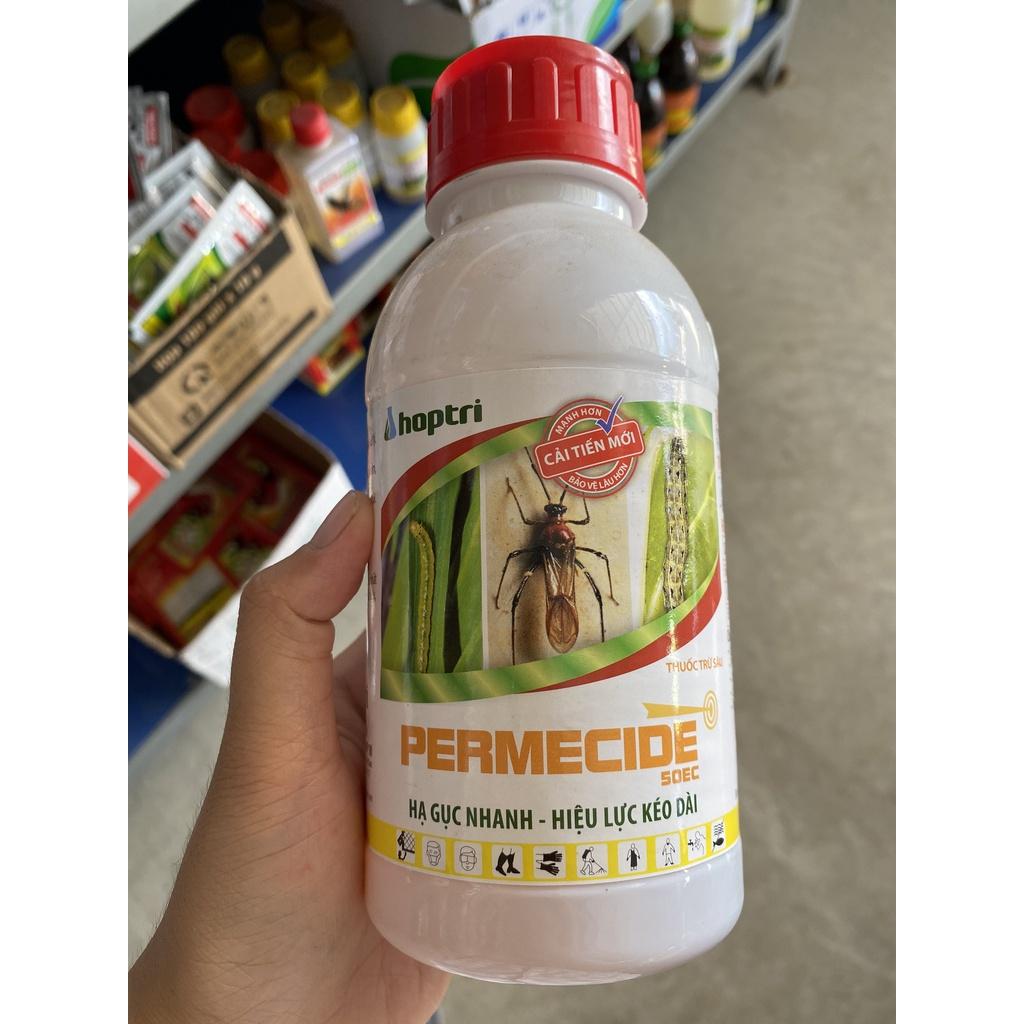 hoptri
MẠNH HƠN
CẢI TIẾN MỚI
BẢO VỆ LÂU HƠN
THUỐC TRỪ SÂU
PERMECIDE
50EC
HẠ GỤC NHANH - HIỆU LỰC KÉO DÀI